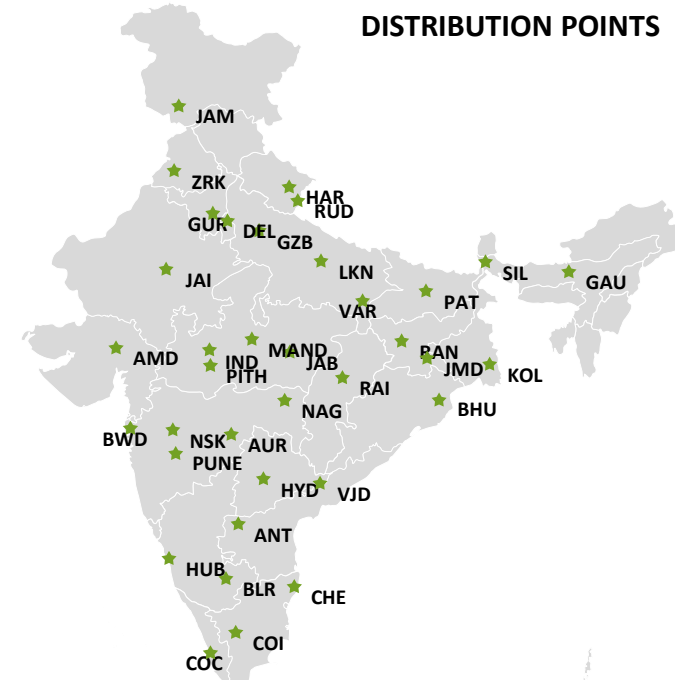 DISTRIBUTION POINTS
JAM
ZRK
HAR
RUD
GUR
DEL
GZB
LKN
SIL
GAU
JAI
VAR
PAT
AMD
IND
MAND
JAB
PITH
RAN
JMD
KOL
RAI
NAG
BHU
BWD
NSK
AUR
PUNE
HYD
VJD
ANT
HUB
BLR
CHE
COI
COC